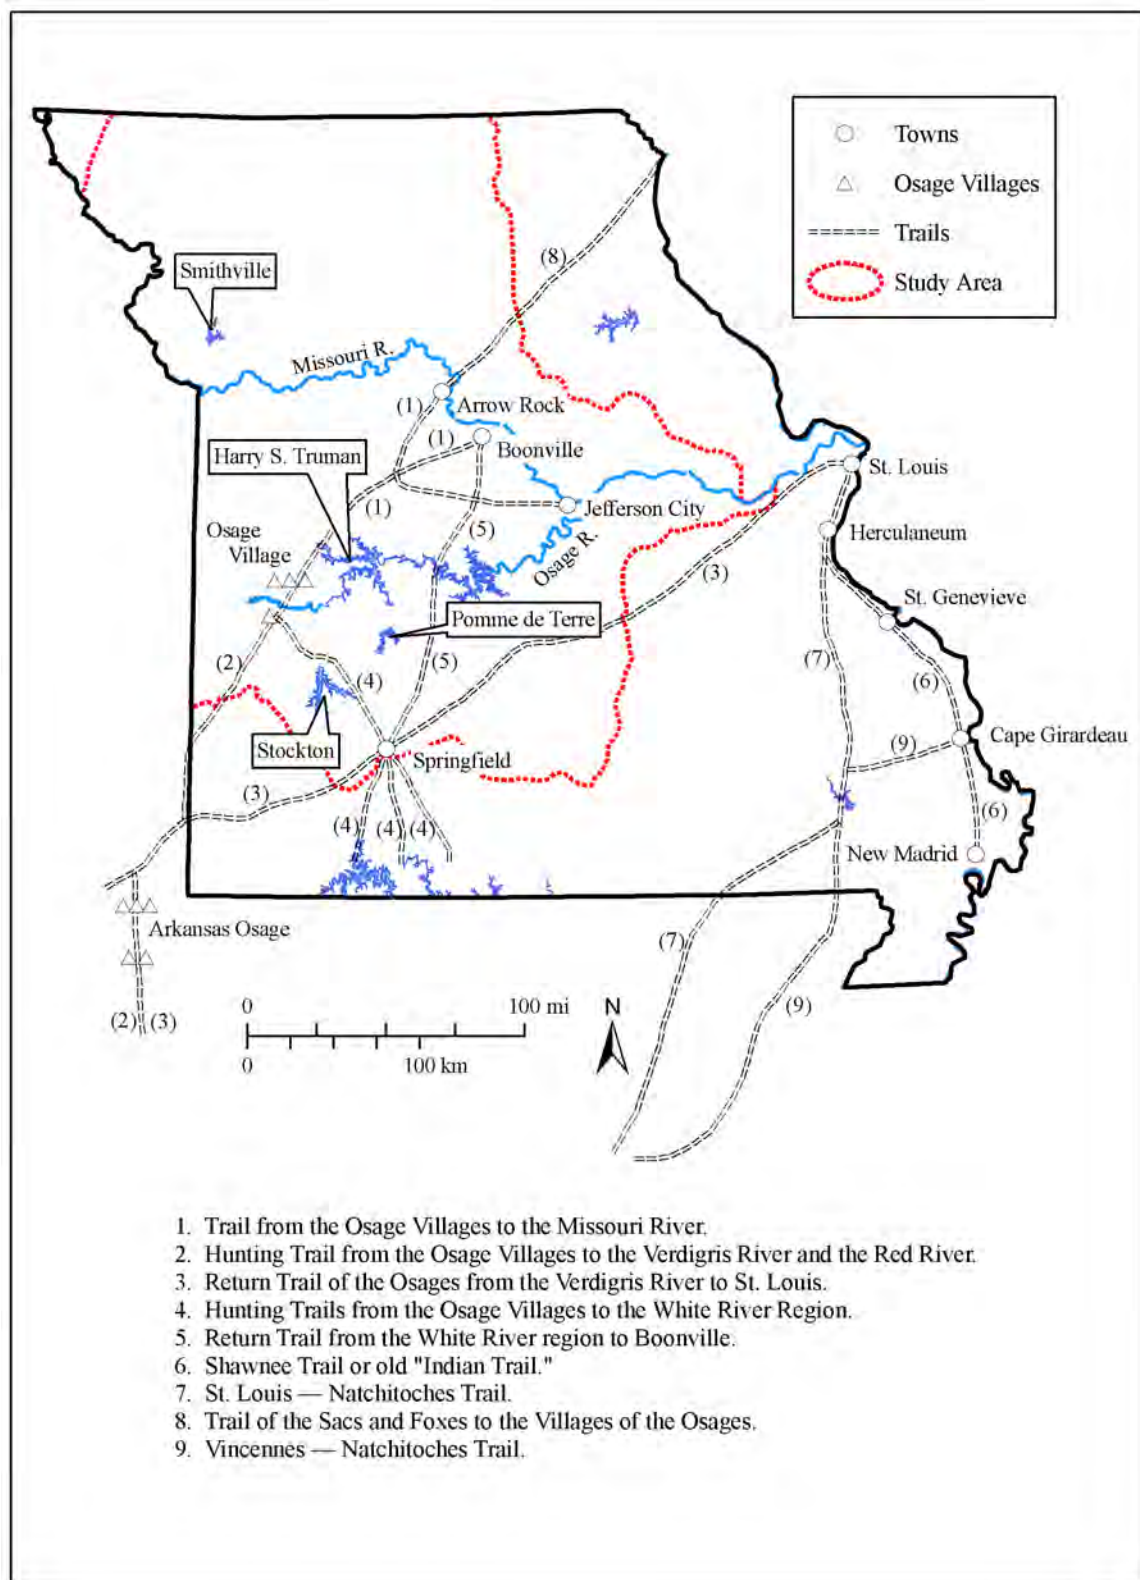 Towns
Osage Villages
Trails
Study Area
Smithville
(8)
Missouri R.
(1)
Arrow Rock
(1)
Boonville
Harry S. Truman
St. Louis
(1)
Jefferson City
(5)
Osage
Village
Osage R.
Herculaneum
(3)
St. Genevieve
Pomme de Terre
(2)
(4)
(5)
(7)
(6)
Stockton
Springfield
Cape Girardeau
(9)
(3)
(4)
(4)
(4)
(6)
New Madrid
Arkansas Osage
(7)
(2)
(3)
(9)
0
100 mi
N
0
100 km
1. Trail from the Osage Villages to the Missouri River.
2. Hunting Trail from the Osage Villages to the Verdigris River and the Red River.
3. Return Trail of the Osages from the Verdigris River to St. Louis.
4. Hunting Trails from the Osage Villages to the White River Region.
5. Return Trail from the White River region to Boonville.
6. Shawnee Trail or old "Indian Trail."
7. St. Louis — Natchitoches Trail.
8. Trail of the Sacs and Foxes to the Villages of the Osages.
9. Vincennes — Natchitoches Trail.